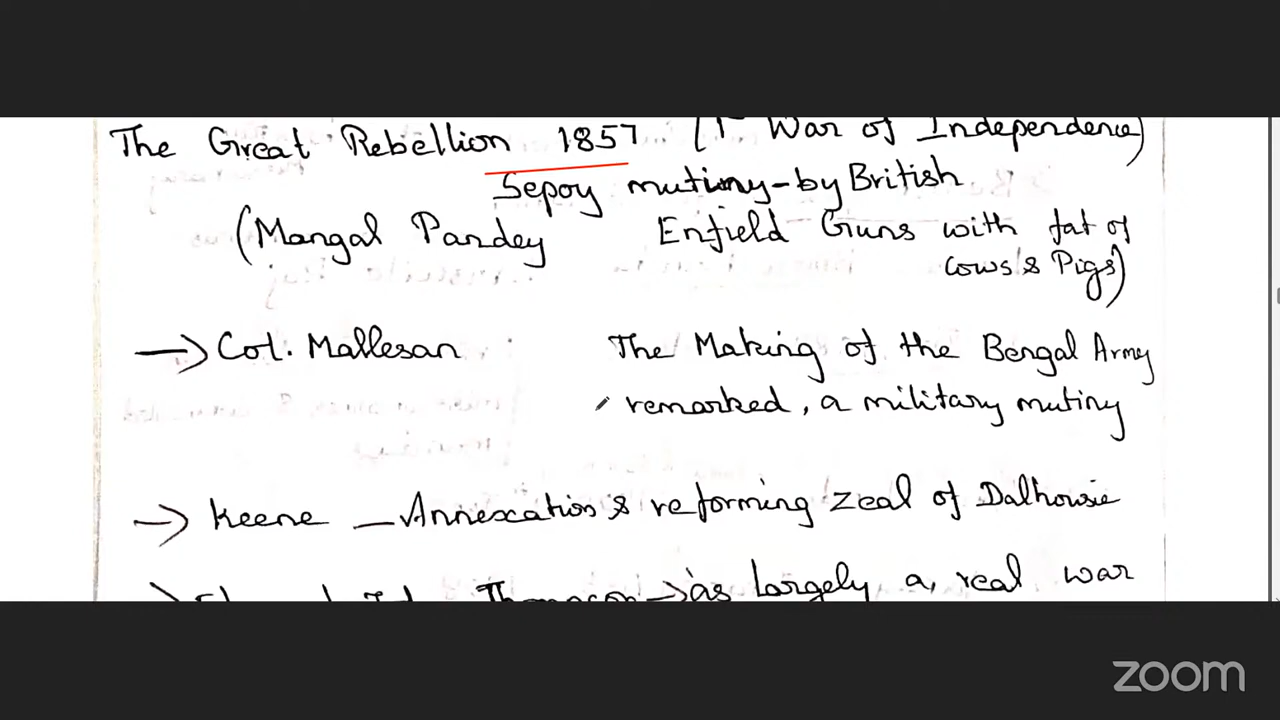 The Great Rebellion 1857 (1st War of Independence)
Sepoy mutiny - by British
(Mangal Pandey Enfield Guns with fat of
cows & Pigs)
→ Col. Mallesan The Making of the Bengal Army
remarked, a military mutiny
→ Keene - Annexation & reforming zeal of Dalhousie
Thompson → as largely a real war
zoom